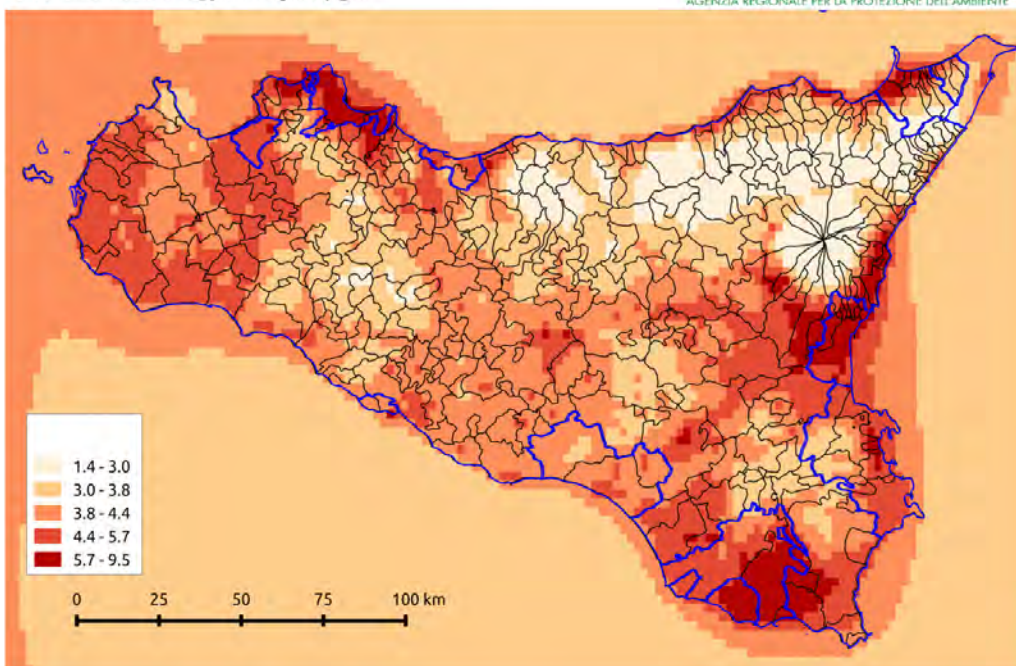 AGENZIA REGIONALE PER LA PROTEZIONE DELL'AMBIENTE
1.4 - 3.0
3.0 - 3.8
3.8 - 4.4
4.4 - 5.7
5.7 - 9.5
0 25 50 75 100 km